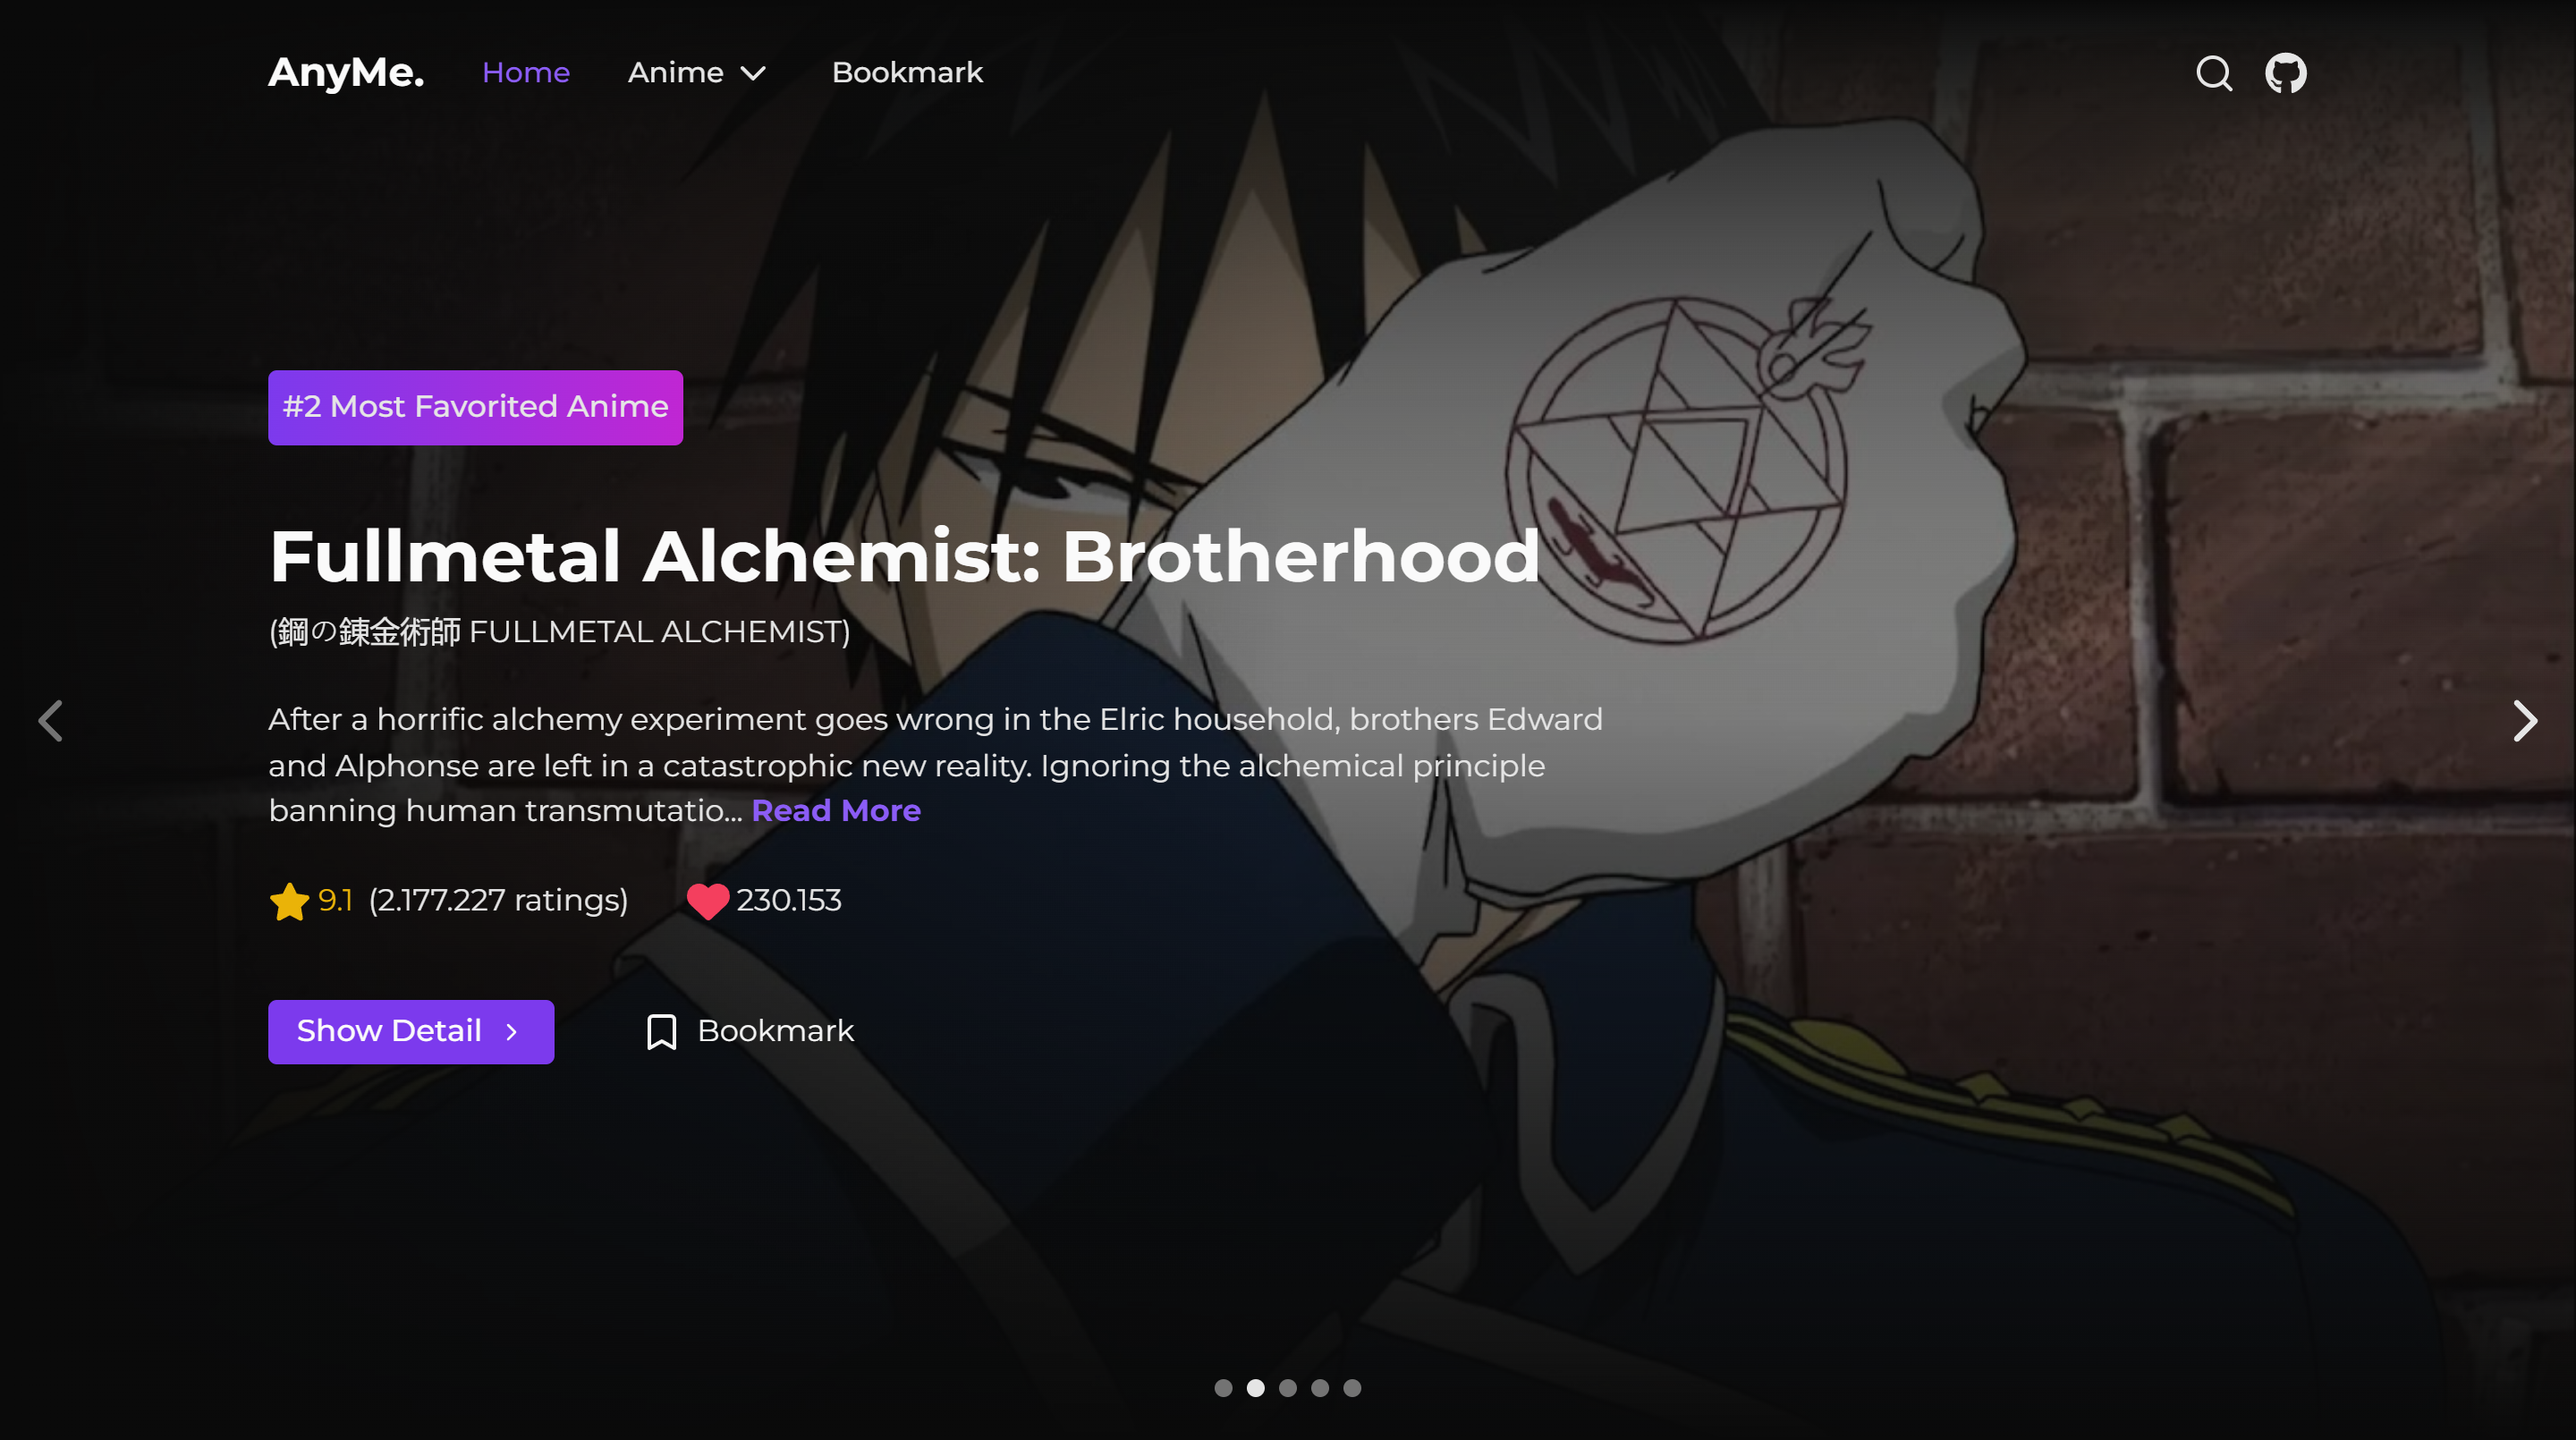 AnyMe.
Home
Anime
Bookmark
#2 Most Favorited Anime
Fullmetal Alchemist: Brotherhood
(鋼の錬金術師 FULLMETAL ALCHEMIST)
After a horrific alchemy experiment goes wrong in the Elric household, brothers Edward
and Alphonse are left in a catastrophic new reality. Ignoring the alchemical principle
banning human transmutatio... Read More
9.1 (2.177.227 ratings)
230.153
Show Detail
Bookmark